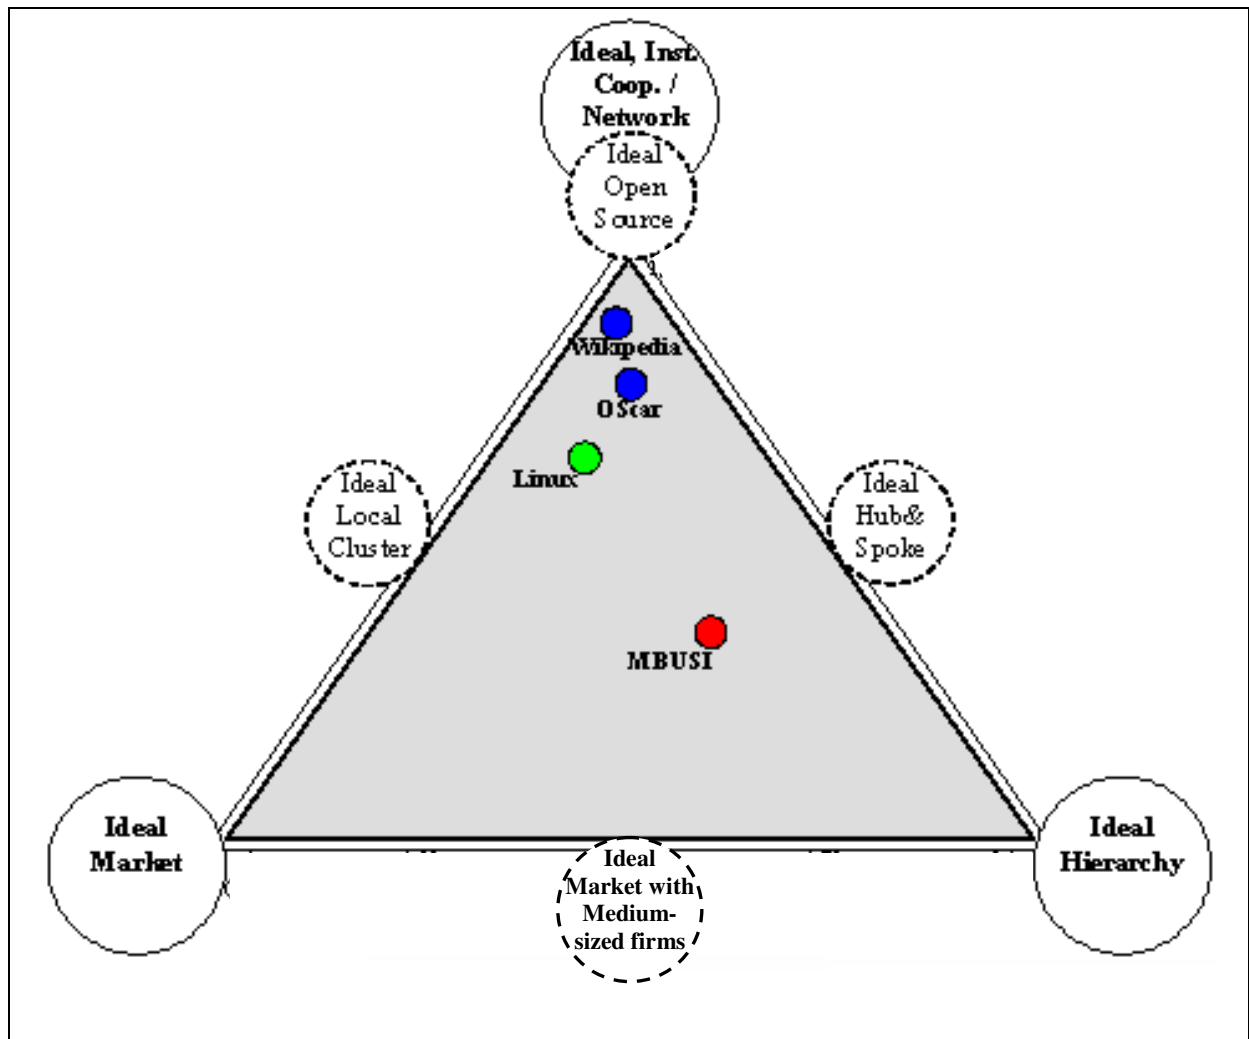 Ideal, Inst.
Coop. /
Network
Ideal
Open
Source
Wikipedia
OScar
Linux
Ideal
Local
Cluster
Ideal
Hub&
Spoke
MBUSI
Ideal
Market
Ideal
Hierarchy
Ideal
Market with
Medium-
sized firms